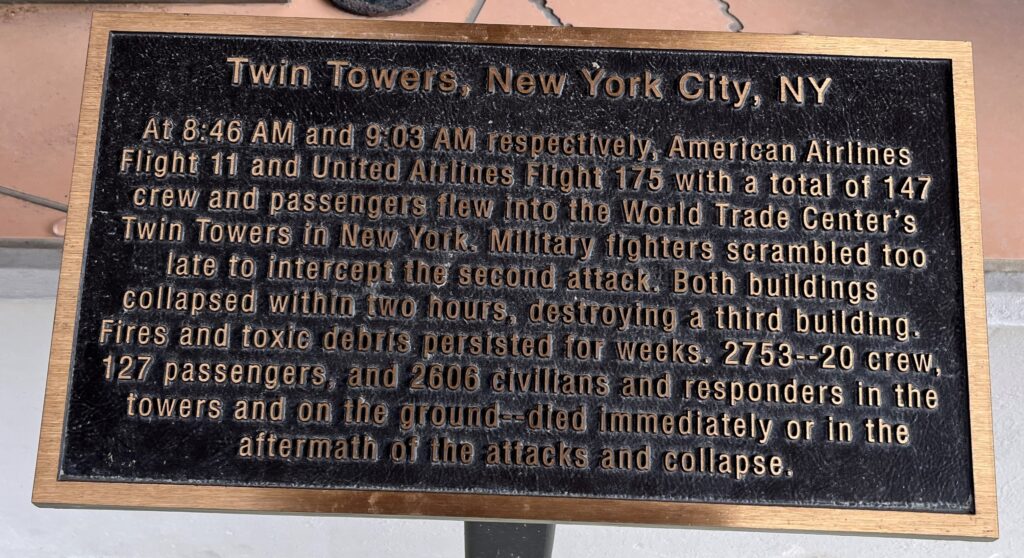 Twin Towers, New York City, NY
At 8:46 AM and 9:03 AM respectively, American Airlines
Flight 11 and United Airlines Flight 175 with a total of 147
crew and passengers flew into the World Trade Center's
Twin Towers in New York. Military fighters scrambled too
late to intercept the second attack. Both buildings
collapsed within two hours, destroying a third building.
Fires and toxic debris persisted for weeks. 2753--20 crew,
127 passengers, and 2606 civilians and responders in the
towers and on the ground--died immediately or in the
aftermath of the attacks and collapse.